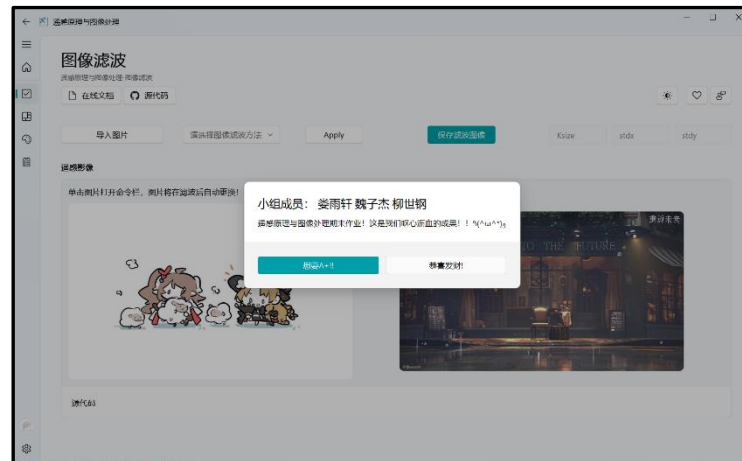 遥感原理与图像处理
图像滤波
遥感原理与图像处理-图像滤波
在线文档 源代码
导入图片 请选择图像滤波方法 Apply 保存滤波图像 Ksize stdx stdy
遥感影像
单击图片打开命令栏，图片将在滤波后自动更换！
小组成员： 娄雨轩 魏子杰 柳世钢
遥感原理与图像处理期末作业！这是我们呕心沥血的成果！！٩(^ω^*)و
想要A+!! 恭喜发财!
TO THE FUTURE
源代码